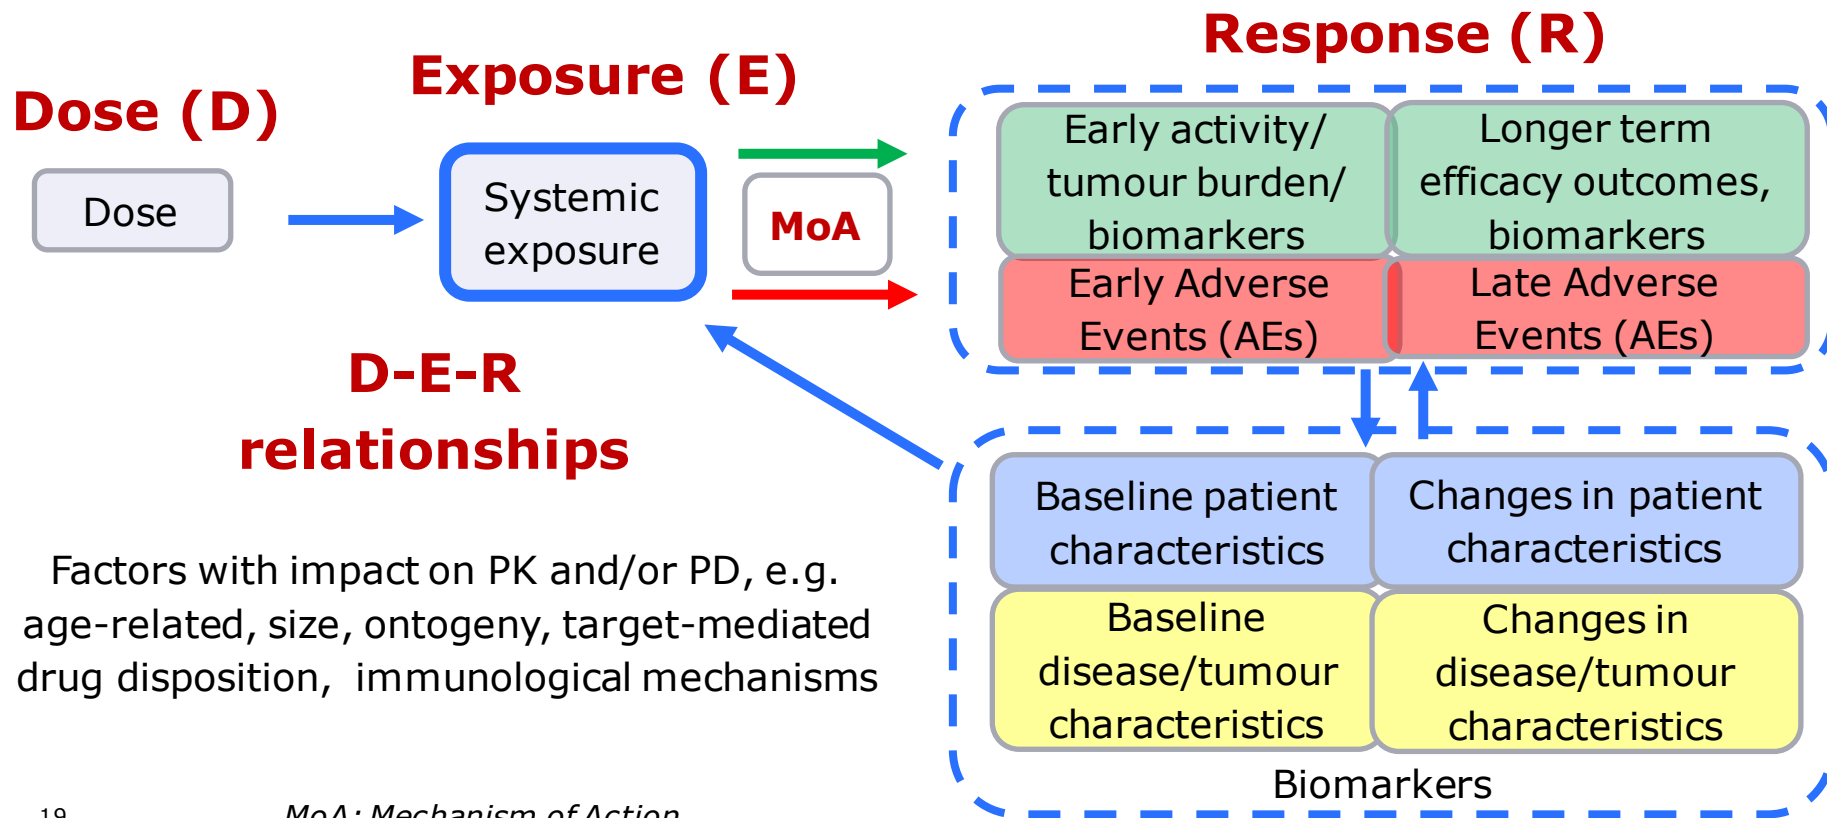 Dose (D)
Dose
Exposure (E)
Systemic
exposure
MoA
Response (R)
Early activity/
tumour burden/
biomarkers
Longer term
efficacy outcomes,
biomarkers
Early Adverse
Events (AEs)
Late Adverse
Events (AEs)
D-E-R
relationships
Factors with impact on PK and/or PD, e.g.
age-related, size, ontogeny, target-mediated
drug disposition, immunological mechanisms
Baseline patient
characteristics
Changes in patient
characteristics
Baseline
disease/tumour
characteristics
Changes in
disease/tumour
characteristics
Biomarkers
19
MoA: Mechanism of Action